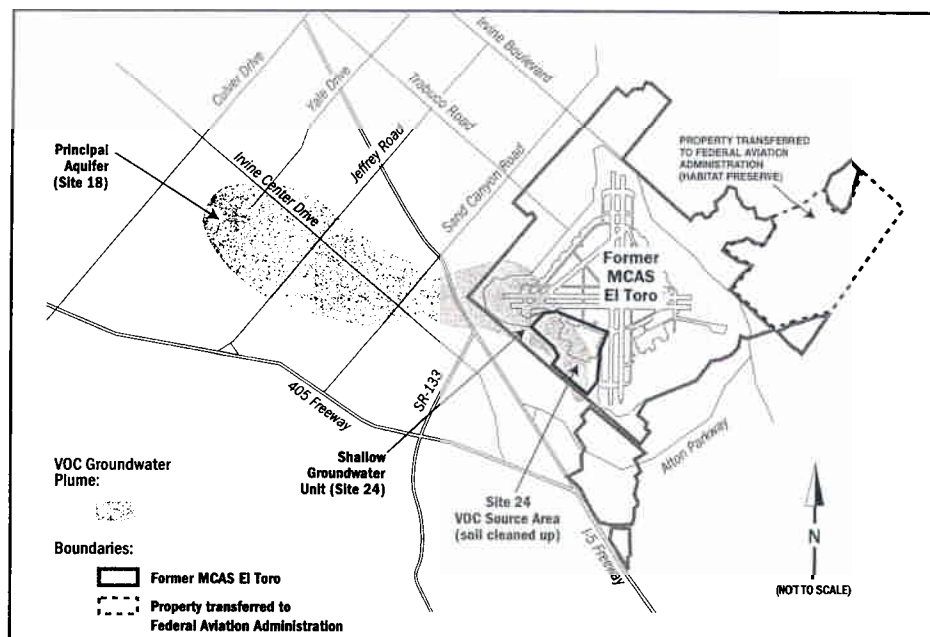 Irvine Boulevard
Culver Drive
Yale Drive
Trabuco Road
PROPERTY TRANSFERRED
TO FEDERAL AVIATION
ADMINISTRATION
(HABITAT PRESERVE)
Principal
Aquifer
(Site 18)
Irvine Center Drive
Jeffrey Road
Sand Canyon Road
Former
MCAS
El Toro
405 Freeway
SR-133
Alton Parkway
Shallow
Groundwater
Unit (Site 24)
Site 24
VOC Source Area
(soil cleaned up)
I-5 Freeway
VOC Groundwater
Plume:
Boundaries:
Former MCAS El Toro
Property transferred to
Federal Aviation Administration
N
(NOT TO SCALE)